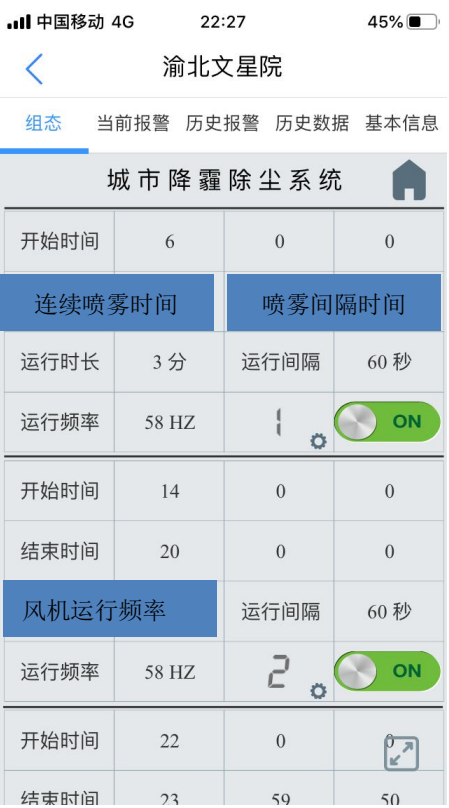 中国移动 4G 22:27 45%
渝北文星院
组态 当前报警 历史报警 历史数据 基本信息
城市降霾除尘系统
开始时间 6 0 0
连续喷雾时间 喷雾间隔时间
运行时长 3 分 运行间隔 60 秒
运行频率 58 HZ 1 ON
开始时间 14 0 0
结束时间 20 0 0
风机运行频率 运行间隔 60 秒
运行频率 58 HZ 2 ON
开始时间 22 0 0
结束时间 23 59 50